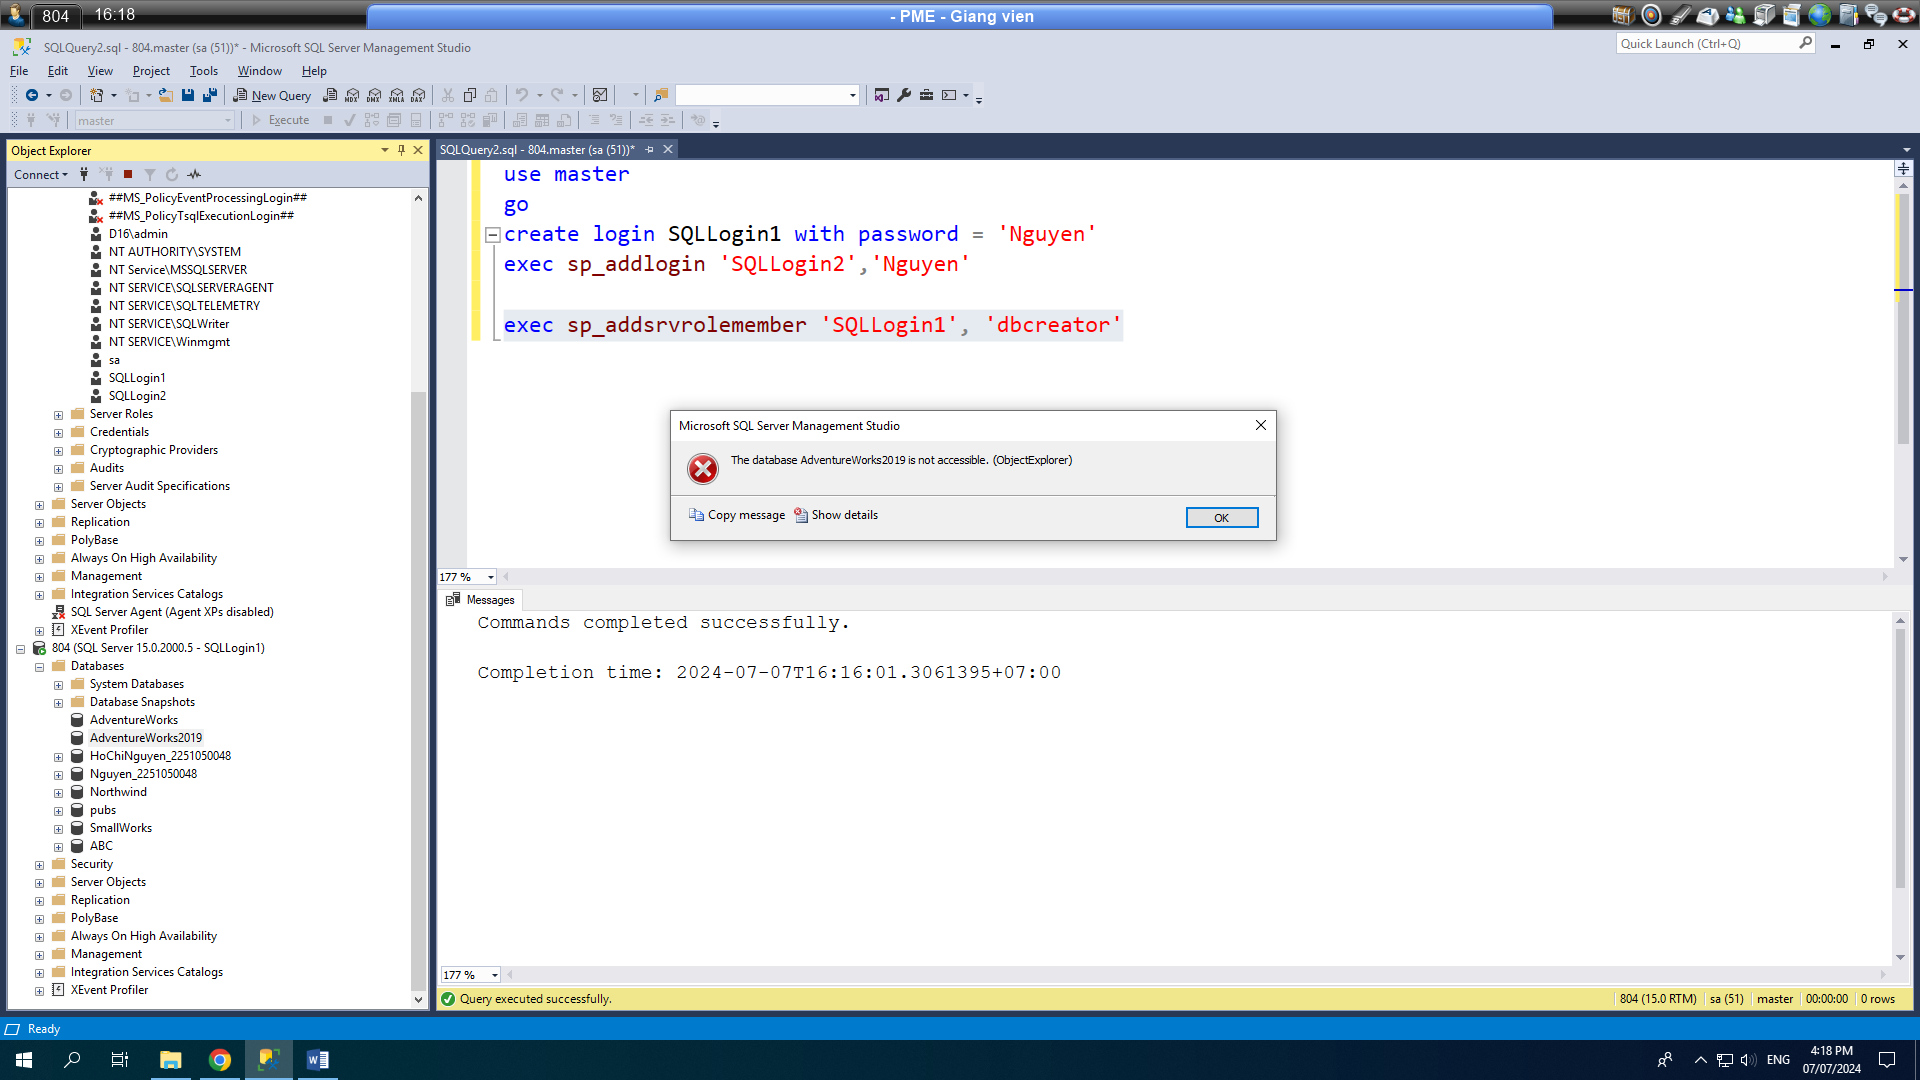 804
16:18
- PME - Giang vien
SQLQuery2.sql - 804.master (sa (51))* - Microsoft SQL Server Management Studio
Quick Launch (Ctrl+Q)
File Edit View Project Tools Window Help
New Query
MDX DMX XMLA DAX
master
Execute
Object Explorer
SQLQuery2.sql - 804.master (sa (51))*
Connect
##MS_PolicyEventProcessingLogin##
##MS_PolicyTsqlExecutionLogin##
D16\admin
NT AUTHORITY\SYSTEM
NT Service\MSSQLSERVER
NT SERVICE\SQLSERVERAGENT
NT SERVICE\SQLTELEMETRY
NT SERVICE\SQLWriter
NT SERVICE\Winmgmt
sa
SQLLogin1
SQLLogin2
Server Roles
Credentials
Cryptographic Providers
Audits
Server Audit Specifications
Server Objects
Replication
PolyBase
Always On High Availability
Management
Integration Services Catalogs
SQL Server Agent (Agent XPs disabled)
XEvent Profiler
804 (SQL Server 15.0.2000.5 - SQLLogin1)
Databases
System Databases
Database Snapshots
AdventureWorks
AdventureWorks2019
HoChiNguyen_2251050048
Nguyen_2251050048
Northwind
pubs
SmallWorks
ABC
Security
Server Objects
Replication
PolyBase
Always On High Availability
Management
Integration Services Catalogs
XEvent Profiler
use master
go
create login SQLLogin1 with password = 'Nguyen'
exec sp_addlogin 'SQLLogin2','Nguyen'
exec sp_addsrvrolemember 'SQLLogin1', 'dbcreator'
Microsoft SQL Server Management Studio
The database AdventureWorks2019 is not accessible. (ObjectExplorer)
Copy message
Show details
OK
177 %
Messages
Commands completed successfully.
Completion time: 2024-07-07T16:16:01.3061395+07:00
177 %
Query executed successfully.
804 (15.0 RTM)
sa (51)
master
00:00:00
0 rows
Ready
ENG
4:18 PM
07/07/2024